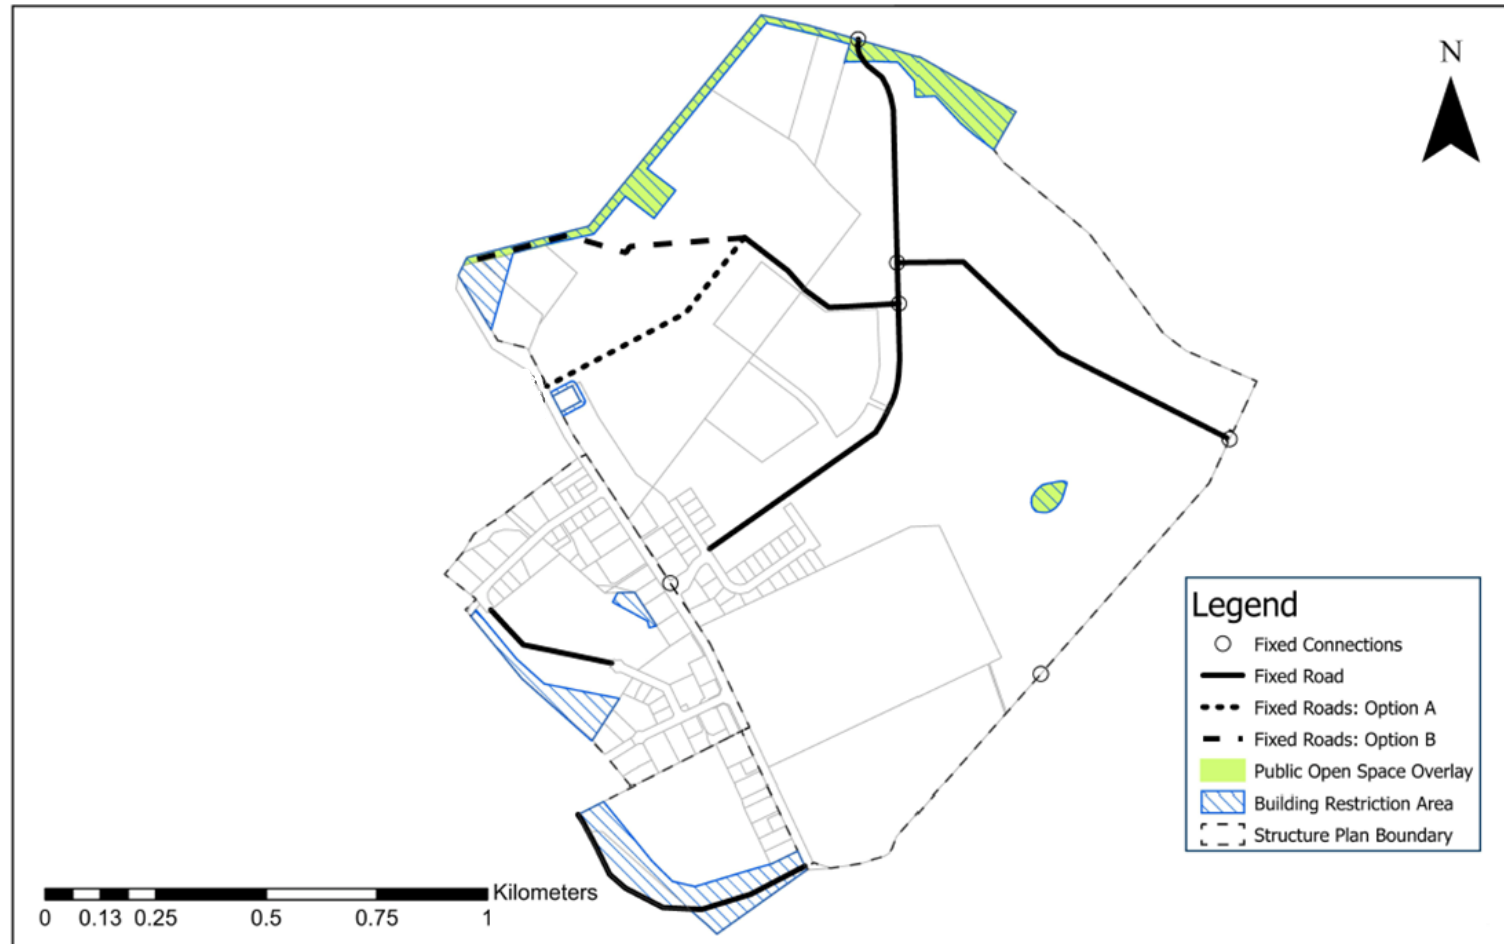 N
Legend
Fixed Connections
Fixed Road
Fixed Roads: Option A
Fixed Roads: Option B
Public Open Space Overlay
Building Restriction Area
Structure Plan Boundary
Kilometers
0 0.13 0.25 0.5 0.75 1